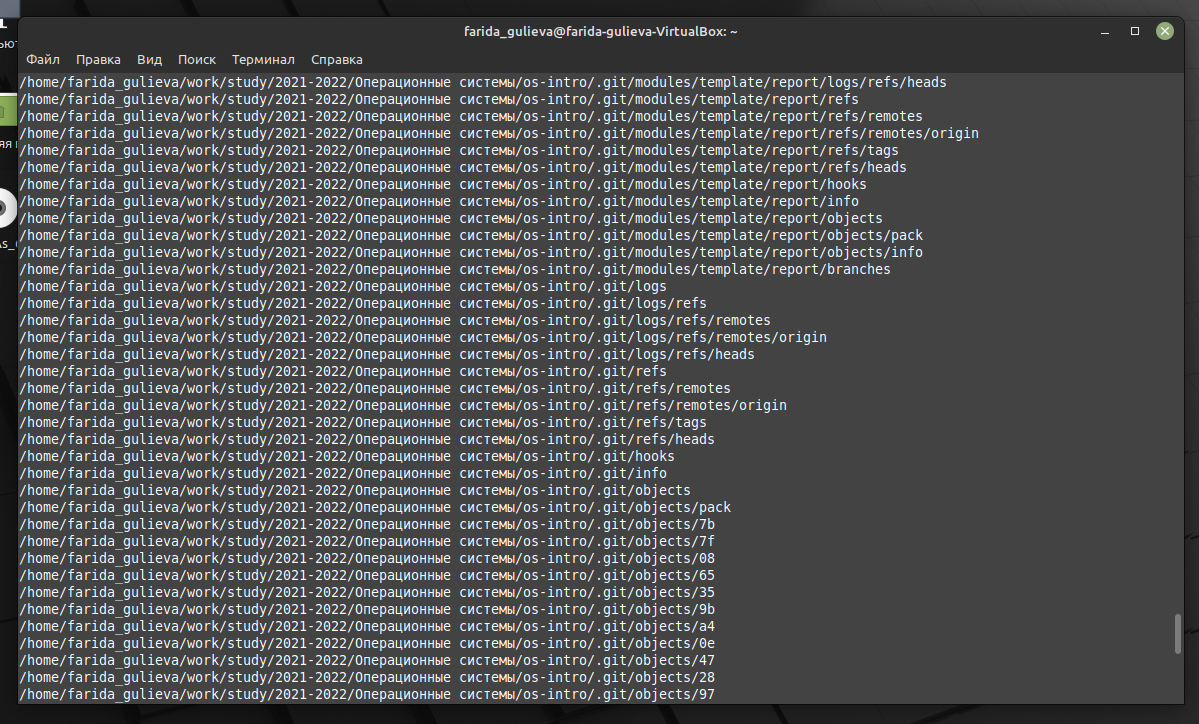 farida_gulieva@farida-gulieva-VirtualBox: ~
Файл Правка Вид Поиск Терминал Справка
/home/farida_gulieva/work/study/2021-2022/Операционные системы/os-intro/.git/modules/template/report/logs/refs/heads
/home/farida_gulieva/work/study/2021-2022/Операционные системы/os-intro/.git/modules/template/report/refs
/home/farida_gulieva/work/study/2021-2022/Операционные системы/os-intro/.git/modules/template/report/refs/remotes
/home/farida_gulieva/work/study/2021-2022/Операционные системы/os-intro/.git/modules/template/report/refs/remotes/origin
/home/farida_gulieva/work/study/2021-2022/Операционные системы/os-intro/.git/modules/template/report/refs/tags
/home/farida_gulieva/work/study/2021-2022/Операционные системы/os-intro/.git/modules/template/report/refs/heads
/home/farida_gulieva/work/study/2021-2022/Операционные системы/os-intro/.git/modules/template/report/hooks
/home/farida_gulieva/work/study/2021-2022/Операционные системы/os-intro/.git/modules/template/report/info
/home/farida_gulieva/work/study/2021-2022/Операционные системы/os-intro/.git/modules/template/report/objects
/home/farida_gulieva/work/study/2021-2022/Операционные системы/os-intro/.git/modules/template/report/objects/pack
/home/farida_gulieva/work/study/2021-2022/Операционные системы/os-intro/.git/modules/template/report/objects/info
/home/farida_gulieva/work/study/2021-2022/Операционные системы/os-intro/.git/modules/template/report/branches
/home/farida_gulieva/work/study/2021-2022/Операционные системы/os-intro/.git/logs
/home/farida_gulieva/work/study/2021-2022/Операционные системы/os-intro/.git/logs/refs
/home/farida_gulieva/work/study/2021-2022/Операционные системы/os-intro/.git/logs/refs/remotes
/home/farida_gulieva/work/study/2021-2022/Операционные системы/os-intro/.git/logs/refs/remotes/origin
/home/farida_gulieva/work/study/2021-2022/Операционные системы/os-intro/.git/logs/refs/heads
/home/farida_gulieva/work/study/2021-2022/Операционные системы/os-intro/.git/refs
/home/farida_gulieva/work/study/2021-2022/Операционные системы/os-intro/.git/refs/remotes
/home/farida_gulieva/work/study/2021-2022/Операционные системы/os-intro/.git/refs/remotes/origin
/home/farida_gulieva/work/study/2021-2022/Операционные системы/os-intro/.git/refs/tags
/home/farida_gulieva/work/study/2021-2022/Операционные системы/os-intro/.git/refs/heads
/home/farida_gulieva/work/study/2021-2022/Операционные системы/os-intro/.git/hooks
/home/farida_gulieva/work/study/2021-2022/Операционные системы/os-intro/.git/info
/home/farida_gulieva/work/study/2021-2022/Операционные системы/os-intro/.git/objects
/home/farida_gulieva/work/study/2021-2022/Операционные системы/os-intro/.git/objects/pack
/home/farida_gulieva/work/study/2021-2022/Операционные системы/os-intro/.git/objects/7b
/home/farida_gulieva/work/study/2021-2022/Операционные системы/os-intro/.git/objects/7f
/home/farida_gulieva/work/study/2021-2022/Операционные системы/os-intro/.git/objects/08
/home/farida_gulieva/work/study/2021-2022/Операционные системы/os-intro/.git/objects/65
/home/farida_gulieva/work/study/2021-2022/Операционные системы/os-intro/.git/objects/35
/home/farida_gulieva/work/study/2021-2022/Операционные системы/os-intro/.git/objects/9b
/home/farida_gulieva/work/study/2021-2022/Операционные системы/os-intro/.git/objects/a4
/home/farida_gulieva/work/study/2021-2022/Операционные системы/os-intro/.git/objects/0e
/home/farida_gulieva/work/study/2021-2022/Операционные системы/os-intro/.git/objects/47
/home/farida_gulieva/work/study/2021-2022/Операционные системы/os-intro/.git/objects/28
/home/farida_gulieva/work/study/2021-2022/Операционные системы/os-intro/.git/objects/97